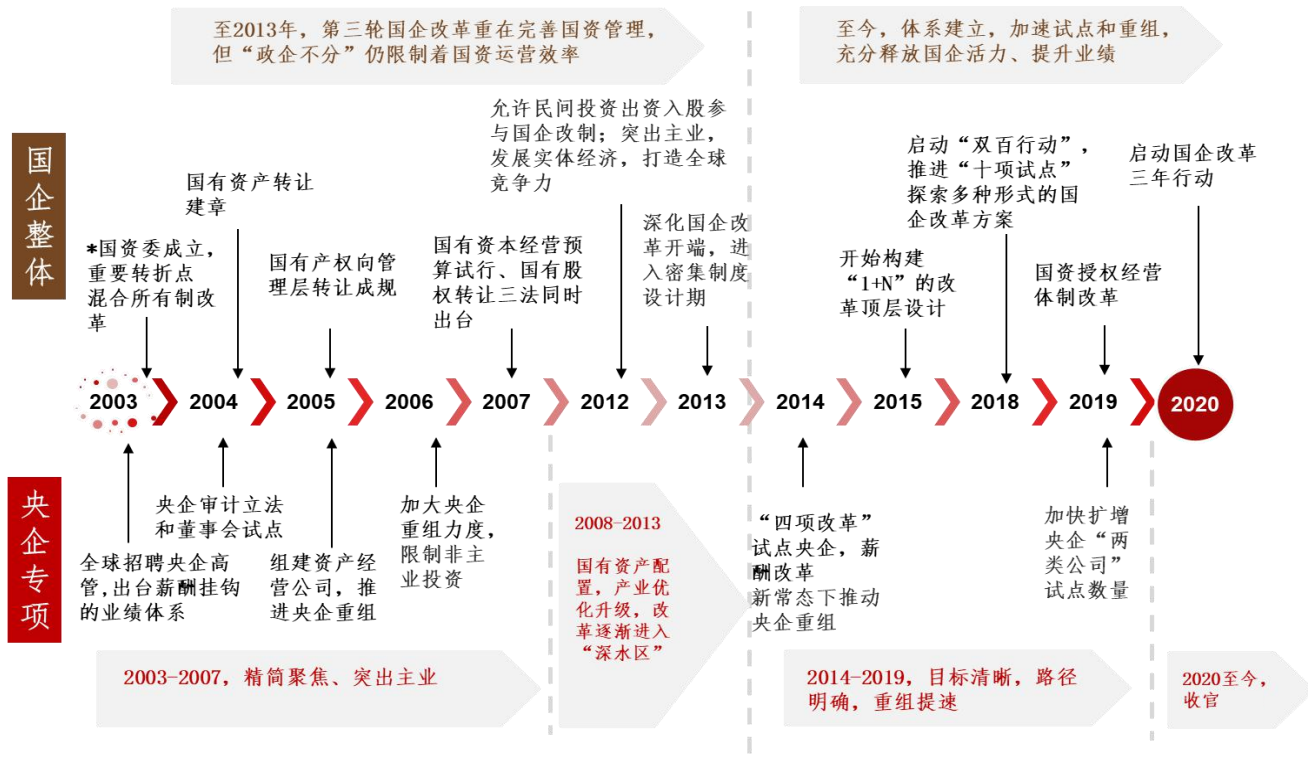 至2013年，第三轮国企改革重在完善国资管理，
但“政企不分”仍限制着国资运营效率
至今，体系建立，加速试点和重组，
充分释放国企活力、提升业绩
国企整体
*国资委成立，
重要转折点
混合所有制改
革
国有资产转让
建章
国有产权向管
理层转让成规
国有资本经营预
算试行、国有股
权转让三法同时
出台
允许民间投资出资入股参
与国企改制；突出主业，
发展实体经济，打造全球
竞争力
深化国企改
革开端，进
入密集制度
设计期
开始构建
“1+N”的改
革顶层设计
启动“双百行动”，
推进“十项试点”
探索多种形式的国
企改革方案
国资授权经营
体制改革
启动国企改革
三年行动
2003
2004
2005
2006
2007
2012
2013
2014
2015
2018
2019
2020
央企专项
全球招聘央企高
管,出台薪酬挂钩
的业绩体系
央企审计立法
和董事会试点
组建资产经
营公司，推
进央企重组
加大央企
重组力度，
限制非主
业投资
2008-2013
国有资产配
置，产业优
化升级，改
革逐渐进入
“深水区”
“四项改革”
试点央企，薪
酬改革
新常态下推动
央企重组
加快扩增
央企“两
类公司”
试点数量
2003-2007，精简聚焦、突出主业
2014-2019，目标清晰，路径
明确，重组提速
2020至今，
收官